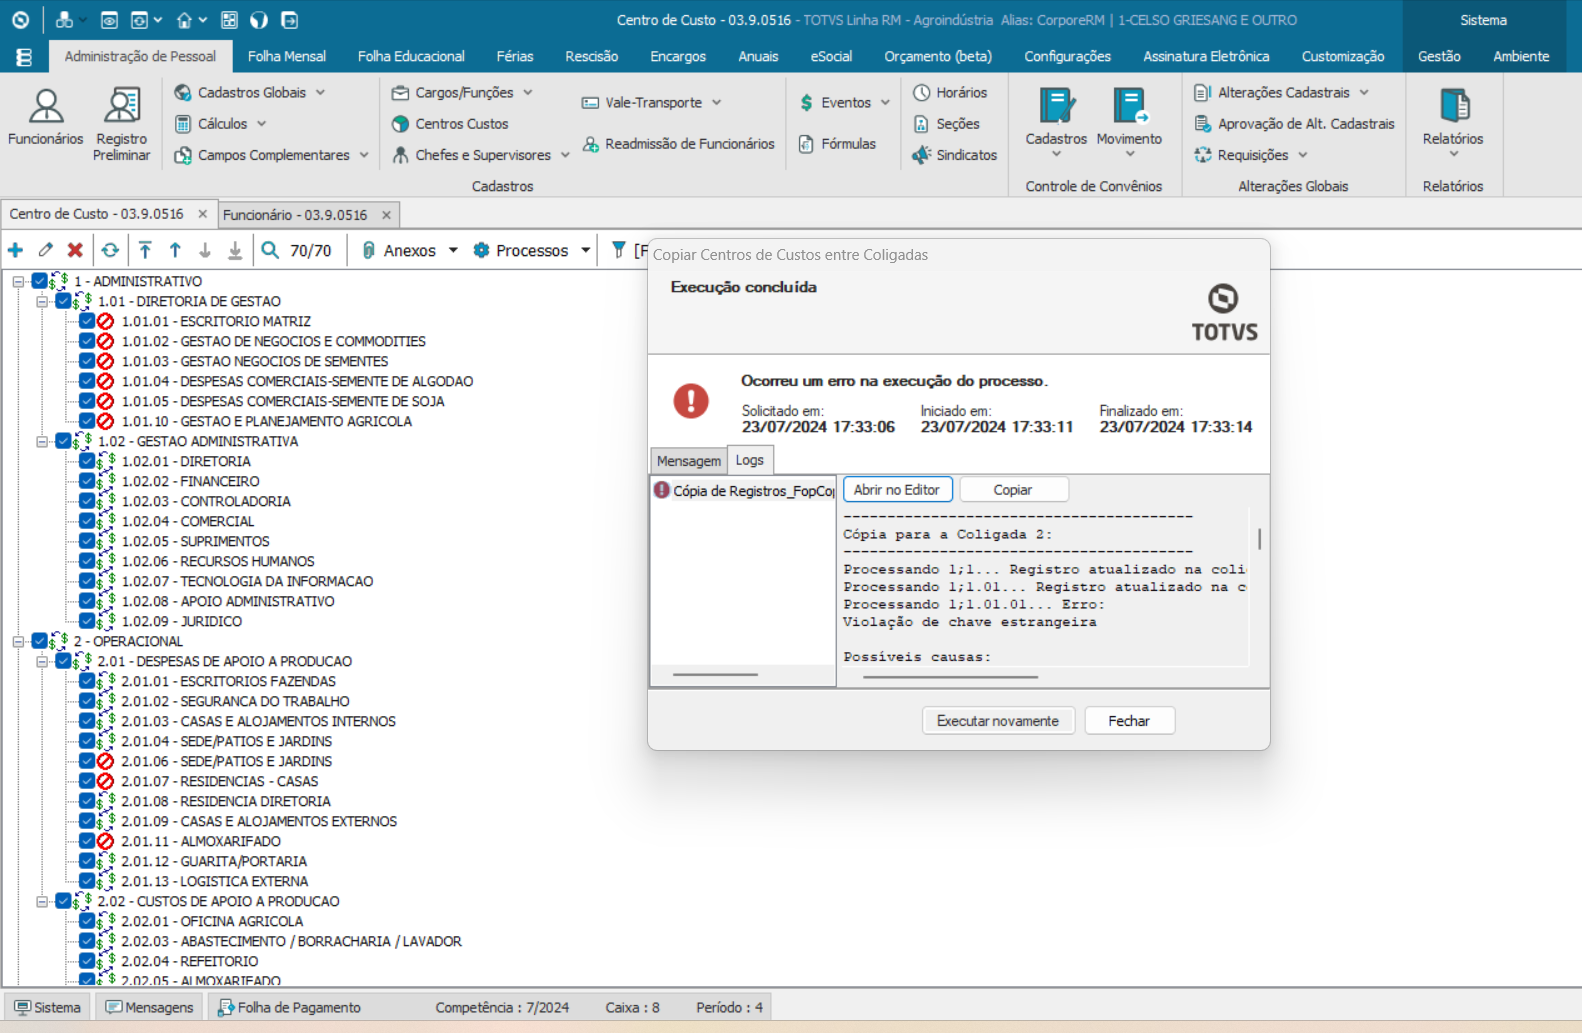 Centro de Custo - 03.9.0516 - TOTVS Linha RM - Agroindústria Alias: CorporeRM | 1-CELSO GRIESANG E OUTRO
Sistema
Administração de Pessoal
Folha Mensal
Folha Educacional
Férias
Rescisão
Encargos
Anuais
eSocial
Orçamento (beta)
Configurações
Assinatura Eletrônica
Customização
Gestão
Ambiente
Funcionários
Registro
Preliminar
Cadastros Globais
Cálculos
Campos Complementares
Cargos/Funções
Centros Custos
Chefes e Supervisores
Vale-Transporte
Readmissão de Funcionários
Eventos
Fórmulas
Horários
Seções
Sindicatos
Cadastros
Cadastros
Movimento
Controle de Convênios
Alterações Cadastrais
Aprovação de Alt. Cadastrais
Requisições
Alterações Globais
Relatórios
Relatórios
Centro de Custo - 03.9.0516
Funcionário - 03.9.0516
70/70
Anexos
Processos
[F
1 - ADMINISTRATIVO
1.01 - DIRETORIA DE GESTAO
1.01.01 - ESCRITORIO MATRIZ
1.01.02 - GESTAO DE NEGOCIOS E COMMODITIES
1.01.03 - GESTAO NEGOCIOS DE SEMENTES
1.01.04 - DESPESAS COMERCIAIS-SEMENTE DE ALGODAO
1.01.05 - DESPESAS COMERCIAIS-SEMENTE DE SOJA
1.01.10 - GESTAO E PLANEJAMENTO AGRICOLA
1.02 - GESTAO ADMINISTRATIVA
1.02.01 - DIRETORIA
1.02.02 - FINANCEIRO
1.02.03 - CONTROLADORIA
1.02.04 - COMERCIAL
1.02.05 - SUPRIMENTOS
1.02.06 - RECURSOS HUMANOS
1.02.07 - TECNOLOGIA DA INFORMACAO
1.02.08 - APOIO ADMINISTRATIVO
1.02.09 - JURIDICO
2 - OPERACIONAL
2.01 - DESPESAS DE APOIO A PRODUCAO
2.01.01 - ESCRITORIOS FAZENDAS
2.01.02 - SEGURANCA DO TRABALHO
2.01.03 - CASAS E ALOJAMENTOS INTERNOS
2.01.04 - SEDE/PATIOS E JARDINS
2.01.06 - SEDE/PATIOS E JARDINS
2.01.07 - RESIDENCIAS - CASAS
2.01.08 - RESIDENCIA DIRETORIA
2.01.09 - CASAS E ALOJAMENTOS EXTERNOS
2.01.11 - ALMOXARIFADO
2.01.12 - GUARITA/PORTARIA
2.01.13 - LOGISTICA EXTERNA
2.02 - CUSTOS DE APOIO A PRODUCAO
2.02.01 - OFICINA AGRICOLA
2.02.03 - ABASTECIMENTO / BORRACHARIA / LAVADOR
2.02.04 - REFEITORIO
2.02.05 - ALMOXARIFADO
Copiar Centros de Custos entre Coligadas
Execução concluída
TOTVS
Ocorreu um erro na execução do processo.
Solicitado em:
23/07/2024 17:33:06
Iniciado em:
23/07/2024 17:33:11
Finalizado em:
23/07/2024 17:33:14
Mensagem
Logs
Cópia de Registros_FopCop
Abrir no Editor
Copiar
----------------------------------------
Cópia para a Coligada 2:
----------------------------------------
Processando 1;1... Registro atualizado na coli
Processando 1;1.01... Registro atualizado na c
Processando 1;1.01.01... Erro:
Violação de chave estrangeira
Possíveis causas:
Executar novamente
Fechar
Sistema
Mensagens
Folha de Pagamento
Competência : 7/2024
Caixa : 8
Período : 4